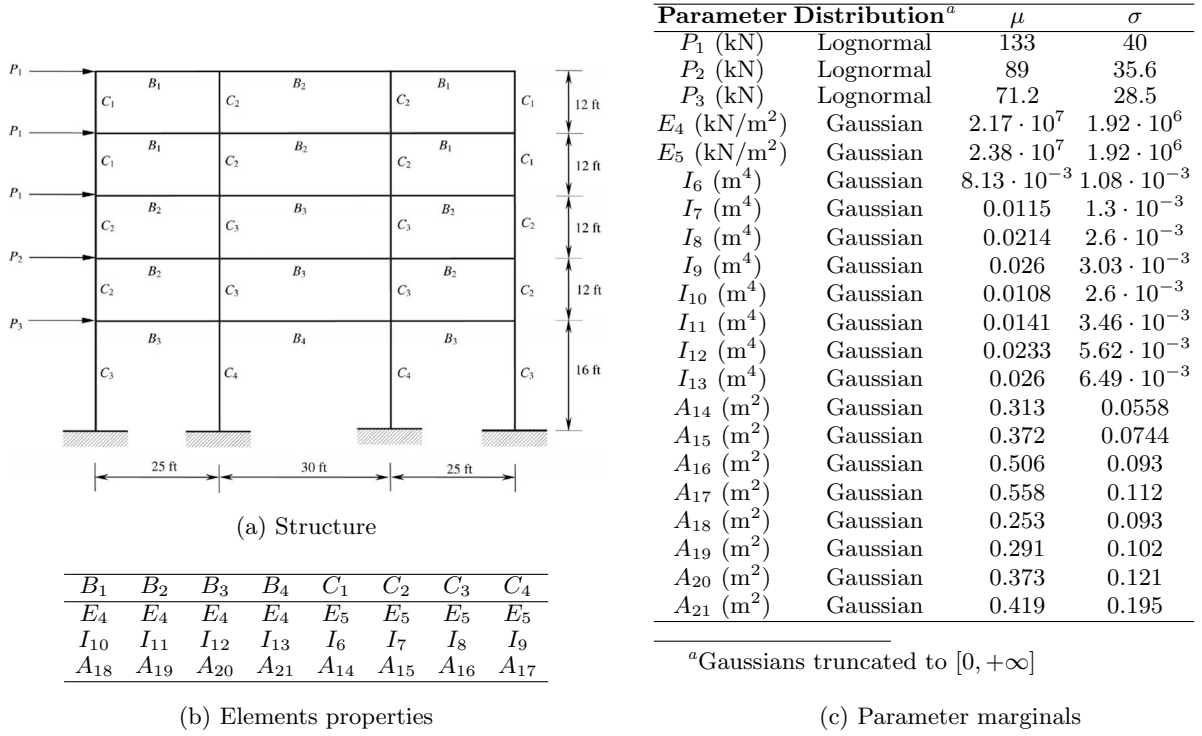 P₁
B₁ B₂ B₁
C₁ C₂ C₂ C₁ 12 ft
P₁
B₁ B₂ B₁
C₁ C₂ C₂ C₁ 12 ft
P₁
B₂ B₃ B₂
C₂ C₃ C₃ C₂ 12 ft
P₂
B₂ B₃ B₂
C₂ C₃ C₃ C₂ 12 ft
P₃
B₃ B₄ B₃
C₃ C₄ C₄ C₃ 16 ft
25 ft 30 ft 25 ft
(a) Structure
B₁ B₂ B₃ B₄ C₁ C₂ C₃ C₄
E₄ E₄ E₄ E₄ E₅ E₅ E₅ E₅
I₁₀ I₁₁ I₁₂ I₁₃ I₆ I₇ I₈ I₉
A₁₈ A₁₉ A₂₀ A₂₁ A₁₄ A₁₅ A₁₆ A₁₇
(b) Elements properties
Parameter Distributionᵃ μ σ
P₁ (kN) Lognormal 133 40
P₂ (kN) Lognormal 89 35.6
P₃ (kN) Lognormal 71.2 28.5
E₄ (kN/m²) Gaussian 2.17 · 10⁷ 1.92 · 10⁶
E₅ (kN/m²) Gaussian 2.38 · 10⁷ 1.92 · 10⁶
I₆ (m⁴) Gaussian 8.13 · 10⁻³ 1.08 · 10⁻³
I₇ (m⁴) Gaussian 0.0115 1.3 · 10⁻³
I₈ (m⁴) Gaussian 0.0214 2.6 · 10⁻³
I₉ (m⁴) Gaussian 0.026 3.03 · 10⁻³
I₁₀ (m⁴) Gaussian 0.0108 2.6 · 10⁻³
I₁₁ (m⁴) Gaussian 0.0141 3.46 · 10⁻³
I₁₂ (m⁴) Gaussian 0.0233 5.62 · 10⁻³
I₁₃ (m⁴) Gaussian 0.026 6.49 · 10⁻³
A₁₄ (m²) Gaussian 0.313 0.0558
A₁₅ (m²) Gaussian 0.372 0.0744
A₁₆ (m²) Gaussian 0.506 0.093
A₁₇ (m²) Gaussian 0.558 0.112
A₁₈ (m²) Gaussian 0.253 0.093
A₁₉ (m²) Gaussian 0.291 0.102
A₂₀ (m²) Gaussian 0.373 0.121
A₂₁ (m²) Gaussian 0.419 0.195
ᵃGaussians truncated to [0, +∞]
(c) Parameter marginals